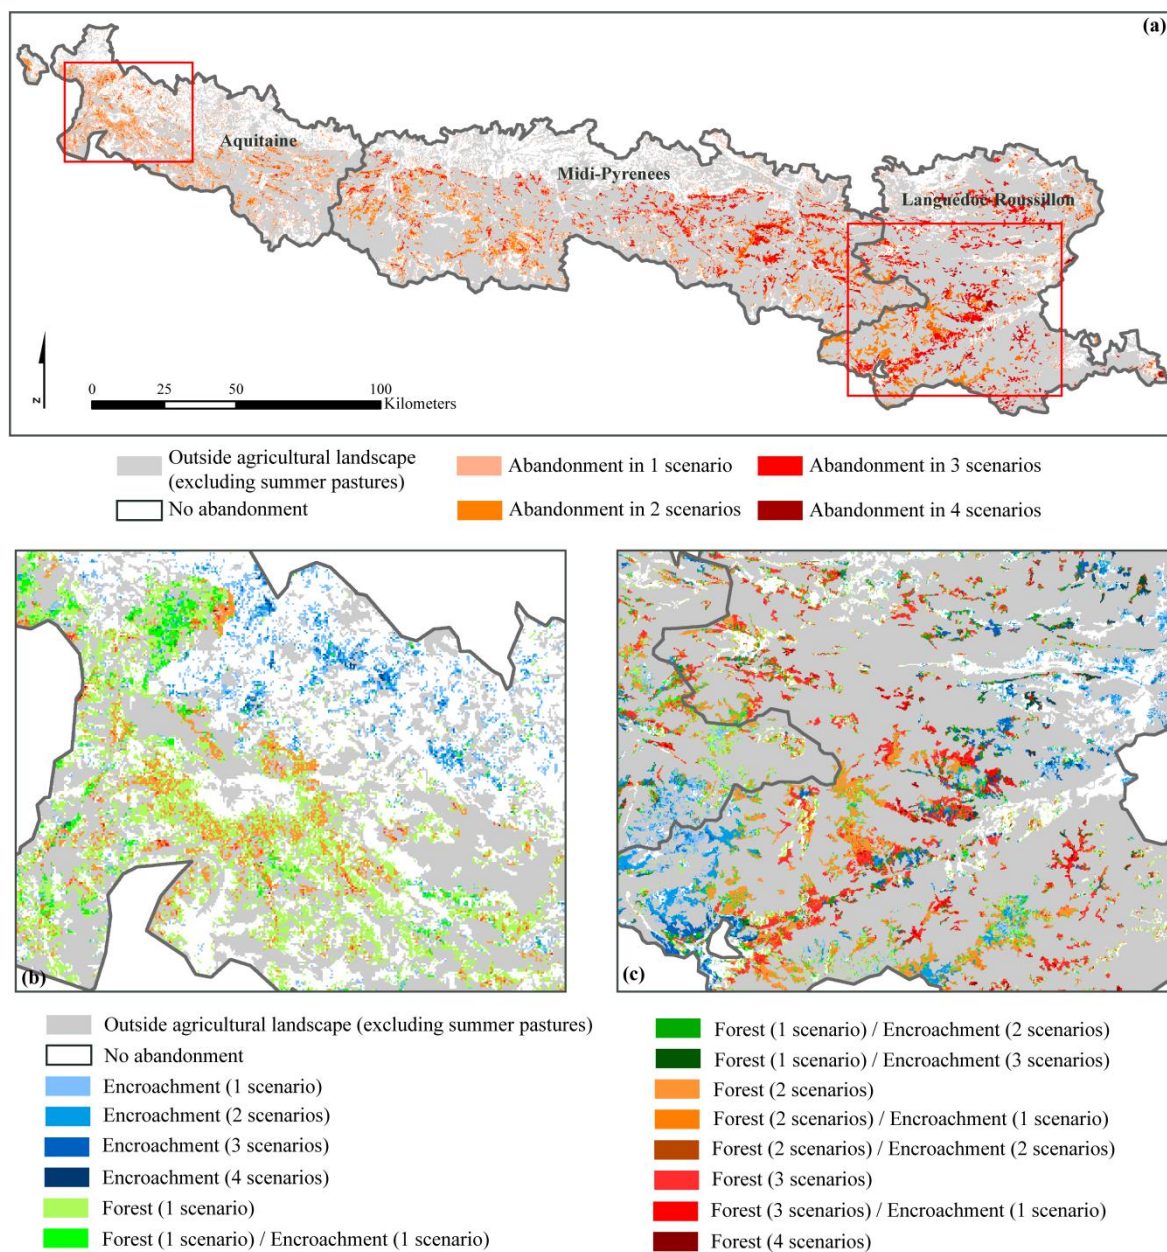 (a)
Aquitaine
Midi-Pyrenees
Languedoc-Roussillon
N
0 25 50 100
Kilometers
Outside agricultural landscape
(excluding summer pastures)
No abandonment
Abandonment in 1 scenario
Abandonment in 2 scenarios
Abandonment in 3 scenarios
Abandonment in 4 scenarios
(b)
(c)
Outside agricultural landscape (excluding summer pastures)
No abandonment
Encroachment (1 scenario)
Encroachment (2 scenarios)
Encroachment (3 scenarios)
Encroachment (4 scenarios)
Forest (1 scenario)
Forest (1 scenario) / Encroachment (1 scenario)
Forest (1 scenario) / Encroachment (2 scenarios)
Forest (1 scenario) / Encroachment (3 scenarios)
Forest (2 scenarios)
Forest (2 scenarios) / Encroachment (1 scenario)
Forest (2 scenarios) / Encroachment (2 scenarios)
Forest (3 scenarios)
Forest (3 scenarios) / Encroachment (1 scenario)
Forest (4 scenarios)